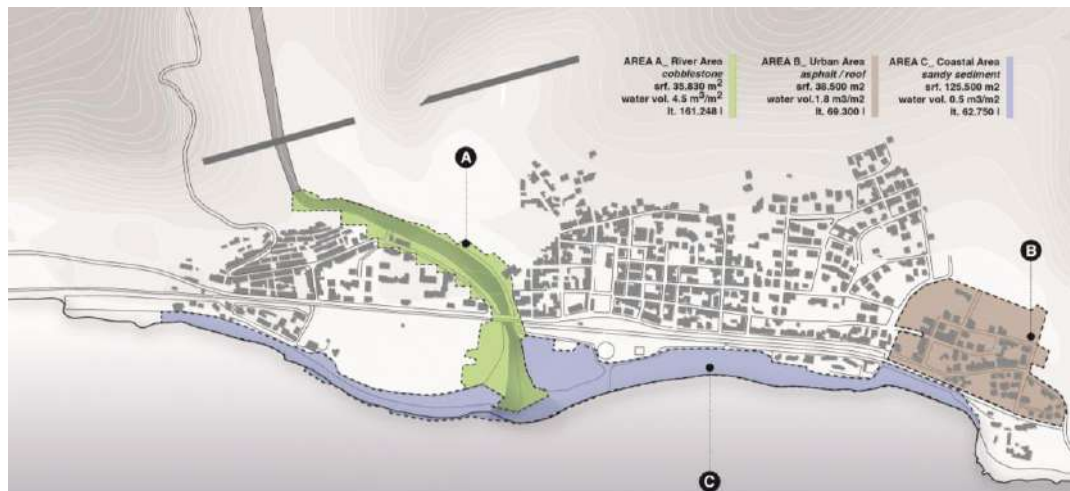 AREA A_ River Area
cobblestone
srf. 35.830 m²
water vol. 4.5 m³/m²
lt. 161.248 l
AREA B_ Urban Area
asphalt / roof
srf. 38.500 m2
water vol.1.8 m3/m2
lt. 69.300 l
AREA C_ Coastal Area
sandy sediment
srf. 125.500 m2
water vol. 0.5 m3/m2
lt. 62.750 l
A
B
C